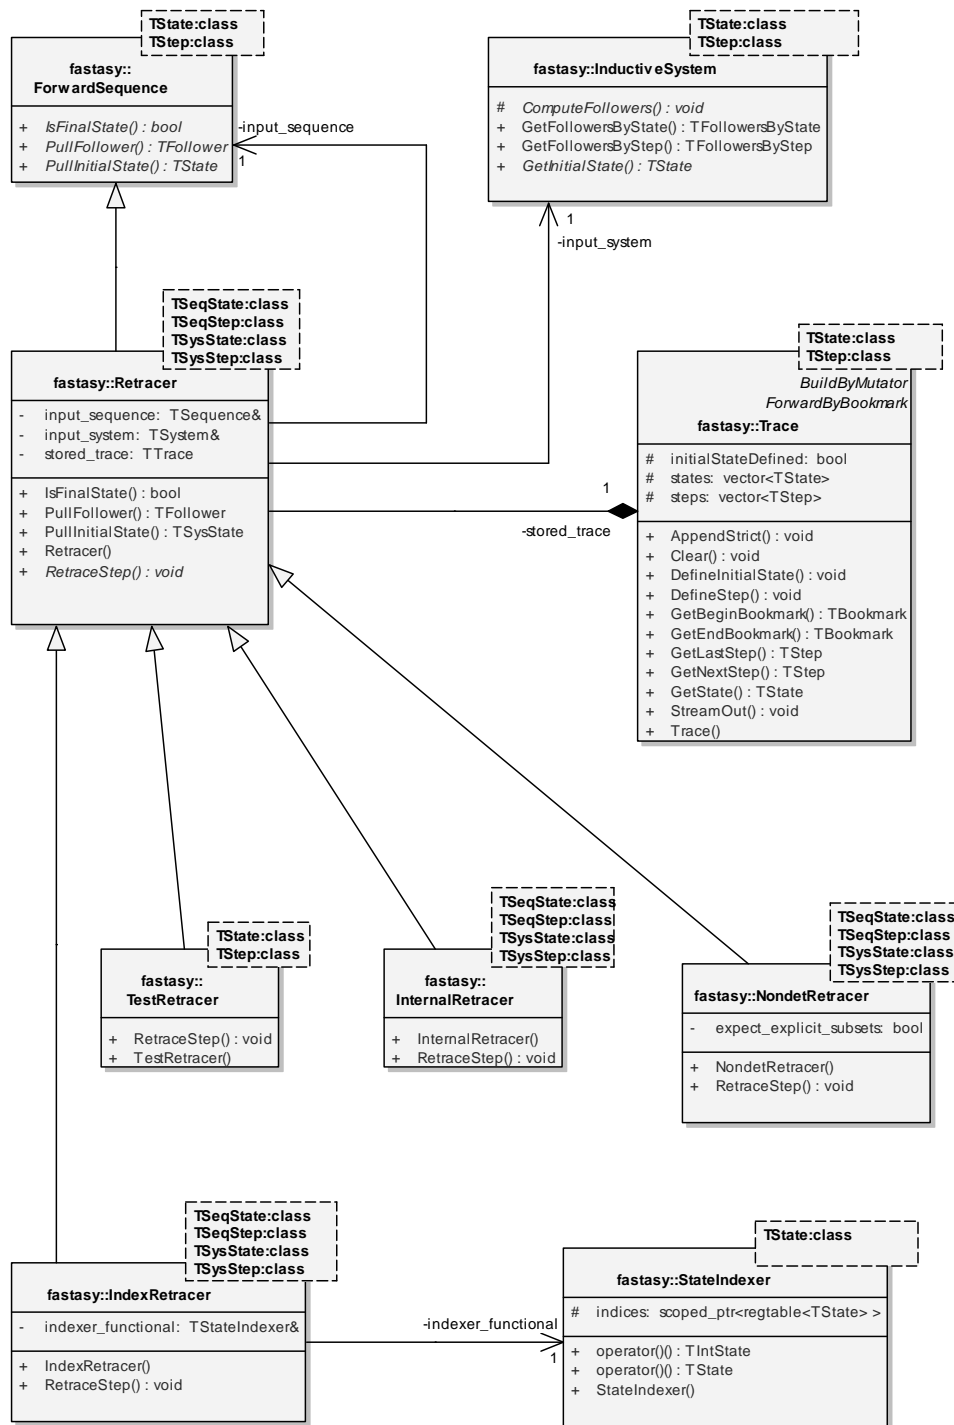 TState:class
TStep:class
fastasy::
ForwardSequence
+ IsFinalState() : bool
+ PullFollower() : TFollower
+ PullInitialState() : TState
-input_sequence
1
TState:class
TStep:class
fastasy::InductiveSystem
# ComputeFollowers() : void
+ GetFollowersByState() : TFollowersByState
+ GetFollowersByStep() : TFollowersByStep
+ GetInitialState() : TState
1
-input_system
TSeqState:class
TSeqStep:class
TSysState:class
TSysStep:class
fastasy::Retracer
- input_sequence: TSequence&
- input_system: TSystem&
- stored_trace: TTrace
+ IsFinalState() : bool
+ PullFollower() : TFollower
+ PullInitialState() : TSysState
+ Retracer()
+ RetraceStep() : void
1
-stored_trace
TState:class
TStep:class
BuildByMutator
ForwardByBookmark
fastasy::Trace
# initialStateDefined: bool
# states: vector<TState>
# steps: vector<TStep>
+ AppendStrict() : void
+ Clear() : void
+ DefineInitialState() : void
+ DefineStep() : void
+ GetBeginBookmark() : TBookmark
+ GetEndBookmark() : TBookmark
+ GetLastStep() : TStep
+ GetNextStep() : TStep
+ GetState() : TState
+ StreamOut() : void
+ Trace()
TState:class
TStep:class
fastasy::
TestRetracer
+ RetraceStep() : void
+ TestRetracer()
TSeqState:class
TSeqStep:class
TSysState:class
TSysStep:class
fastasy::
InternalRetracer
+ InternalRetracer()
+ RetraceStep() : void
TSeqState:class
TSeqStep:class
TSysState:class
TSysStep:class
fastasy::NondetRetracer
- expect_explicit_subsets: bool
+ NondetRetracer()
+ RetraceStep() : void
TSeqState:class
TSeqStep:class
TSysState:class
TSysStep:class
fastasy::IndexRetracer
- indexer_functional: TStateIndexer&
+ IndexRetracer()
+ RetraceStep() : void
-indexer_functional
1
TState:class
fastasy::StateIndexer
# indices: scoped_ptr<regtable<TState> >
+ operator()() : TIntState
+ operator()() : TState
+ StateIndexer()